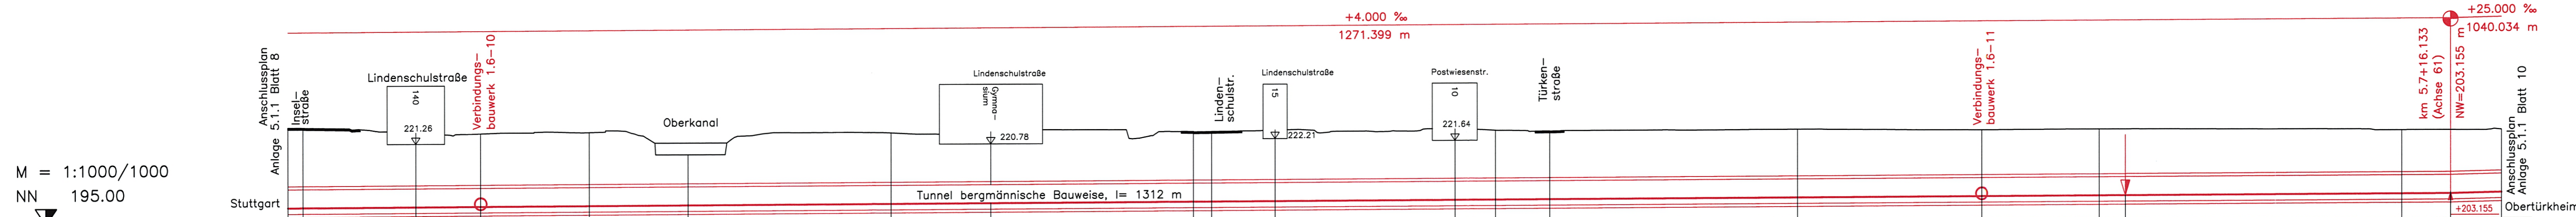 +4.000 ‰
1271.399 m
+25.000 ‰
1040.034 m
Anschlussplan
Anlage 5.1.1 Blatt 8
Insel-
straße
Lindenschulstraße
140
221.26
Verbindungs-
bauwerk 1.6-10
Oberkanal
Lindenschulstraße
Gymna-
sium
220.78
Linden-
schulstr.
Lindenschulstraße
15
222.21
Postwiesenstr.
10
221.64
Türken-
straße
Verbindungs-
bauwerk 1.6-11
km 5.7+16.133
(Achse 61)
NW=203.155 m
Anschlussplan
Anlage 5.1.1 Blatt 10
M = 1:1000/1000
NN 195.00
Stuttgart
Tunnel bergmännische Bauweise, l= 1312 m
+203.155
Obertürkheim